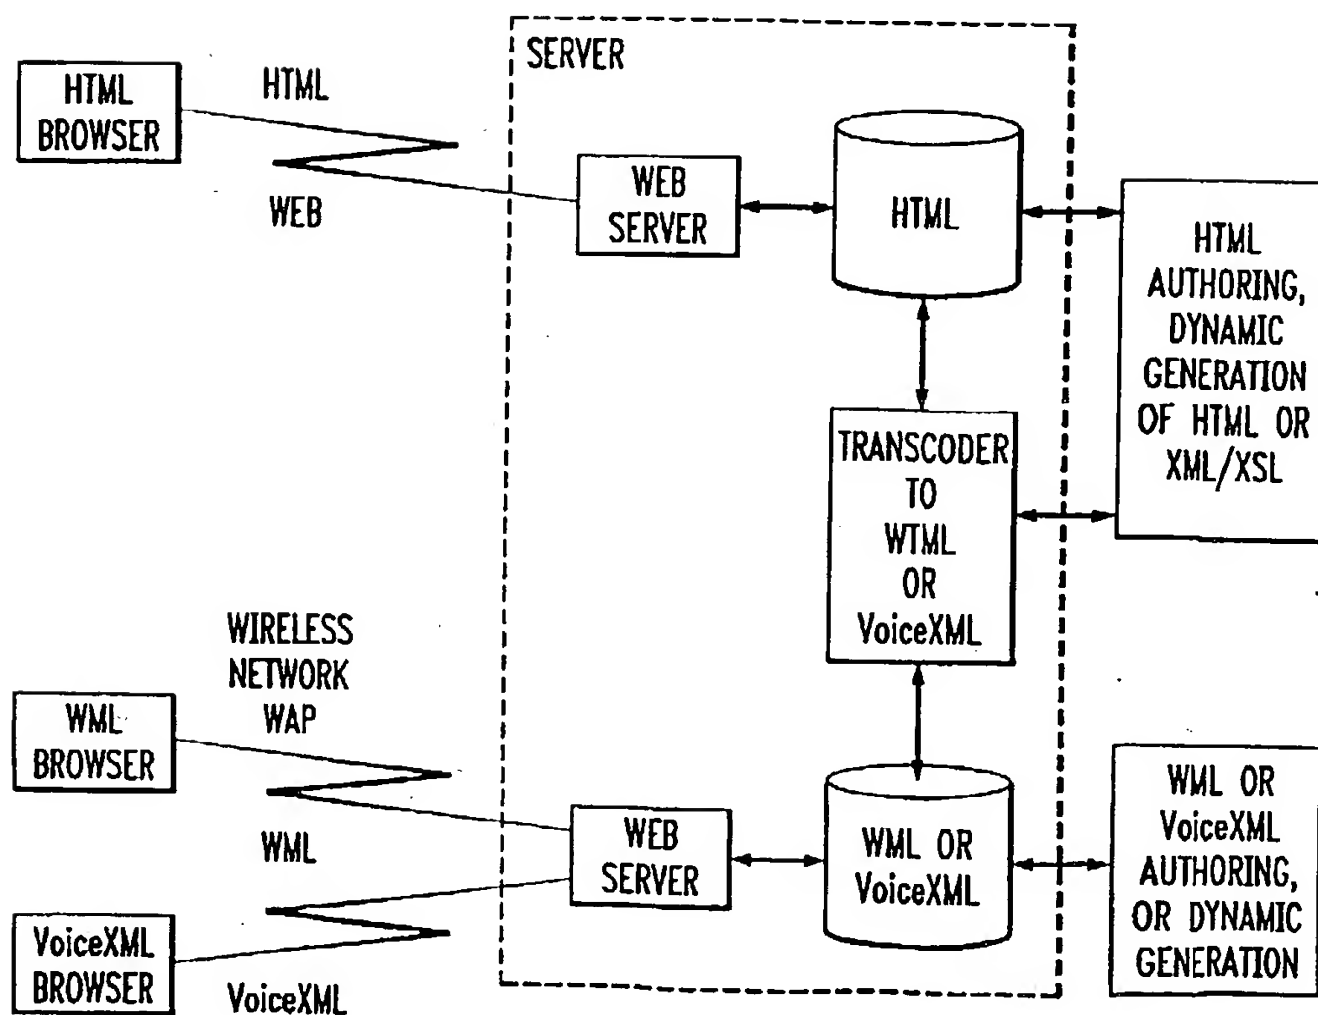 SERVER
HTML
BROWSER
HTML
WEB
WEB
SERVER
HTML
HTML
AUTHORING,
DYNAMIC
GENERATION
OF HTML OR
XML/XSL
TRANSCODER
TO
WTML
OR
VoiceXML
WIRELESS
NETWORK
WAP
WML
BROWSER
WML
WEB
SERVER
WML OR
VoiceXML
WML OR
VoiceXML
AUTHORING,
OR DYNAMIC
GENERATION
VoiceXML
BROWSER
VoiceXML